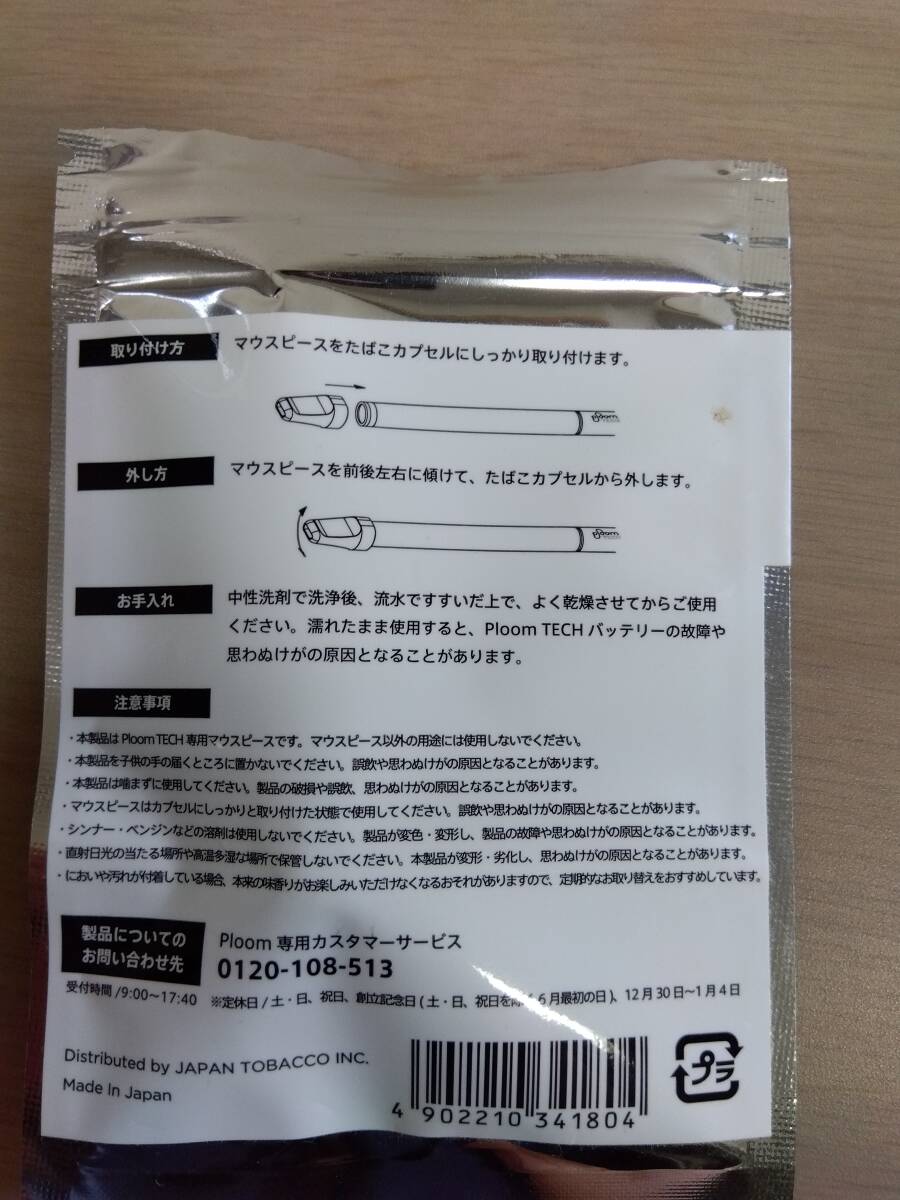 取り付け方
マウスピースをたばこカプセルにしっかり取り付けます。
Ploom
外し方
マウスピースを前後左右に傾けて、たばこカプセルから外します。
Ploom
お手入れ
中性洗剤で洗浄後、流水ですすいだ上で、よく乾燥させてからご使用
ください。濡れたまま使用すると、Ploom TECH バッテリーの故障や
思わぬけがの原因となることがあります。
注意事項
・本製品は Ploom TECH 専用マウスピースです。マウスピース以外の用途には使用しないでください。
・本製品を子供の手の届くところに置かないでください。誤飲や思わぬけがの原因となることがあります。
・本製品は噛まずに使用してください。製品の破損や誤飲、思わぬけがの原因となることがあります。
・マウスピースはカプセルにしっかりと取り付けた状態で使用してください。誤飲や思わぬけがの原因となることがあります。
・シンナー・ベンジンなどの溶剤は使用しないでください。製品が変色・変形し、製品の故障や思わぬけがの原因となることがあります。
・直射日光の当たる場所や高温多湿な場所で保管しないでください。本製品が変形・劣化し、思わぬけがの原因となることがあります。
・においや汚れが付着している場合、本来の味香りがお楽しみいただけなくなるおそれがありますので、定期的なお取り替えをおすすめしています。
製品についての
お問い合わせ先
Ploom 専用カスタマーサービス
0120-108-513
受付時間/9:00~17:40 ※定休日/土・日、祝日、創立記念日(土・日、祝日を除く6月最初の日)、12月30日~1月4日
Distributed by JAPAN TOBACCO INC.
Made In Japan
4 902210 341804
プラ